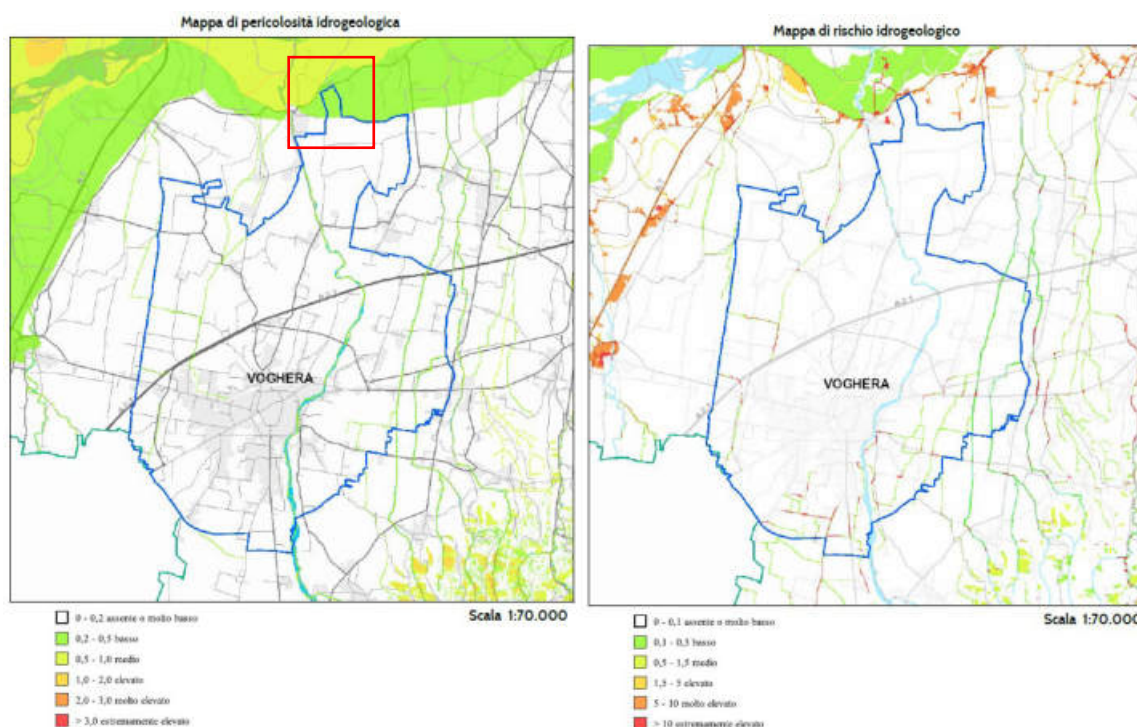 Mappa di pericolosità idrogeologica
VOGHERA
Scala 1:70.000
0 - 0,2 assente o molto basso
0,2 - 0,5 basso
0,5 - 1,0 medio
1,0 - 2,0 elevato
2,0 - 3,0 molto elevato
> 3,0 estremamente elevato
Mappa di rischio idrogeologico
A-21
VOGHERA
Scala 1:70.000
0 - 0,1 assente o molto basso
0,1 - 0,5 basso
0,5 - 1,5 medio
1,5 - 5 elevato
5 - 10 molto elevato
> 10 estremamente elevato